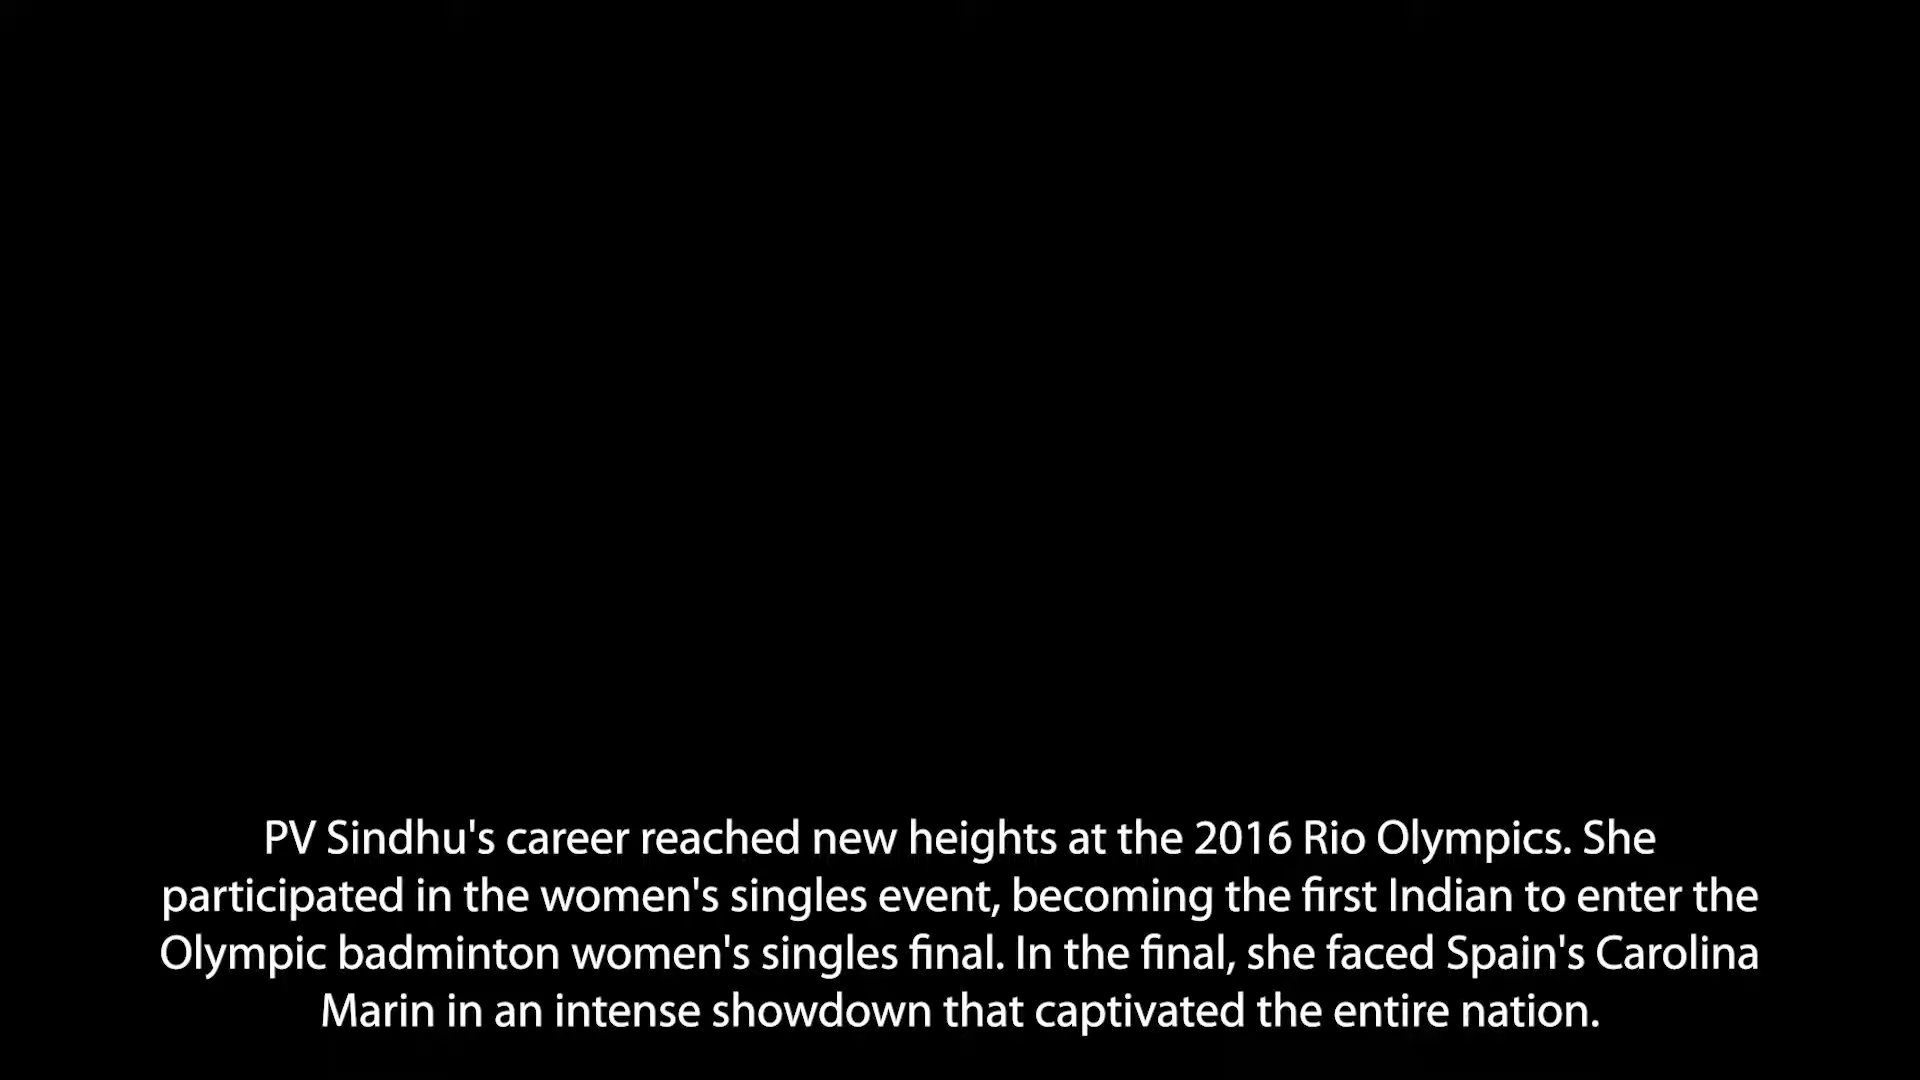 PV Sindhu's career reached new heights at the 2016 Rio Olympics. She
participated in the women's singles event, becoming the first Indian to enter the
Olympic badminton women's singles final. In the final, she faced Spain's Carolina
Marin in an intense showdown that captivated the entire nation.